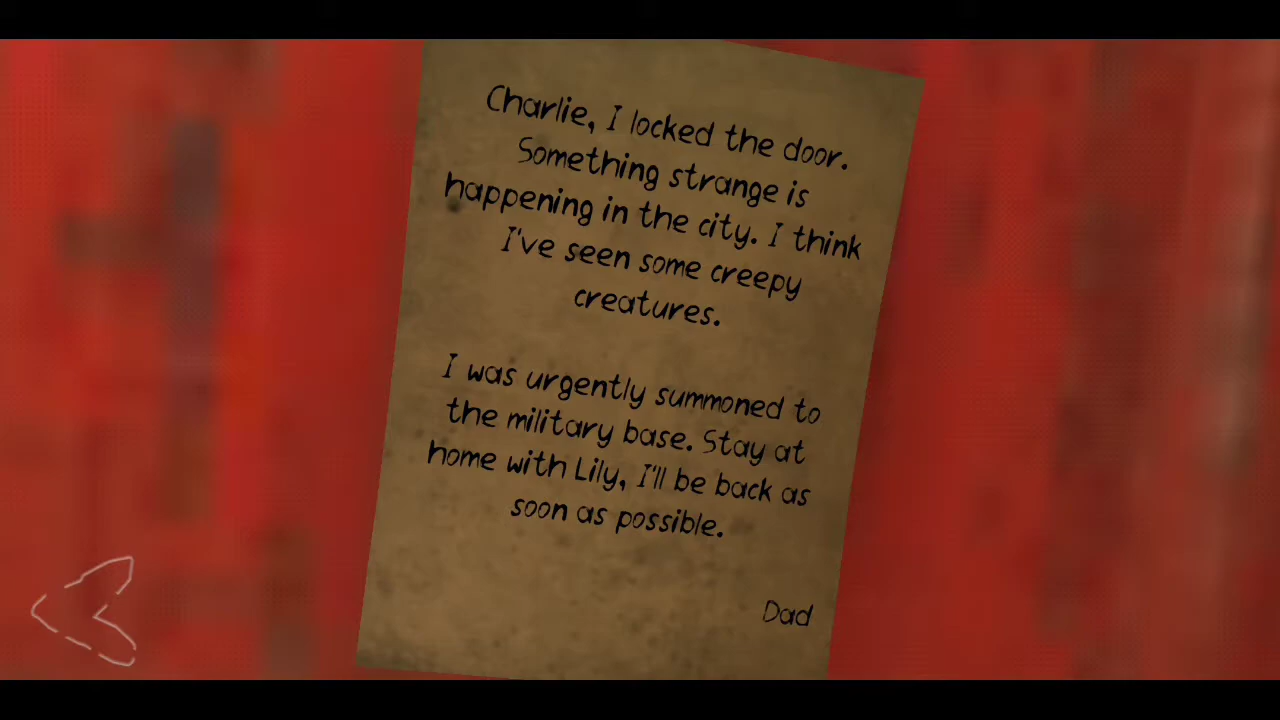 Charlie, I locked the door.
Something strange is
happening in the city. I think
I've seen some creepy
creatures.
I was urgently summoned to
the military base. Stay at
home with Lily, I'll be back as
soon as possible.
Dad